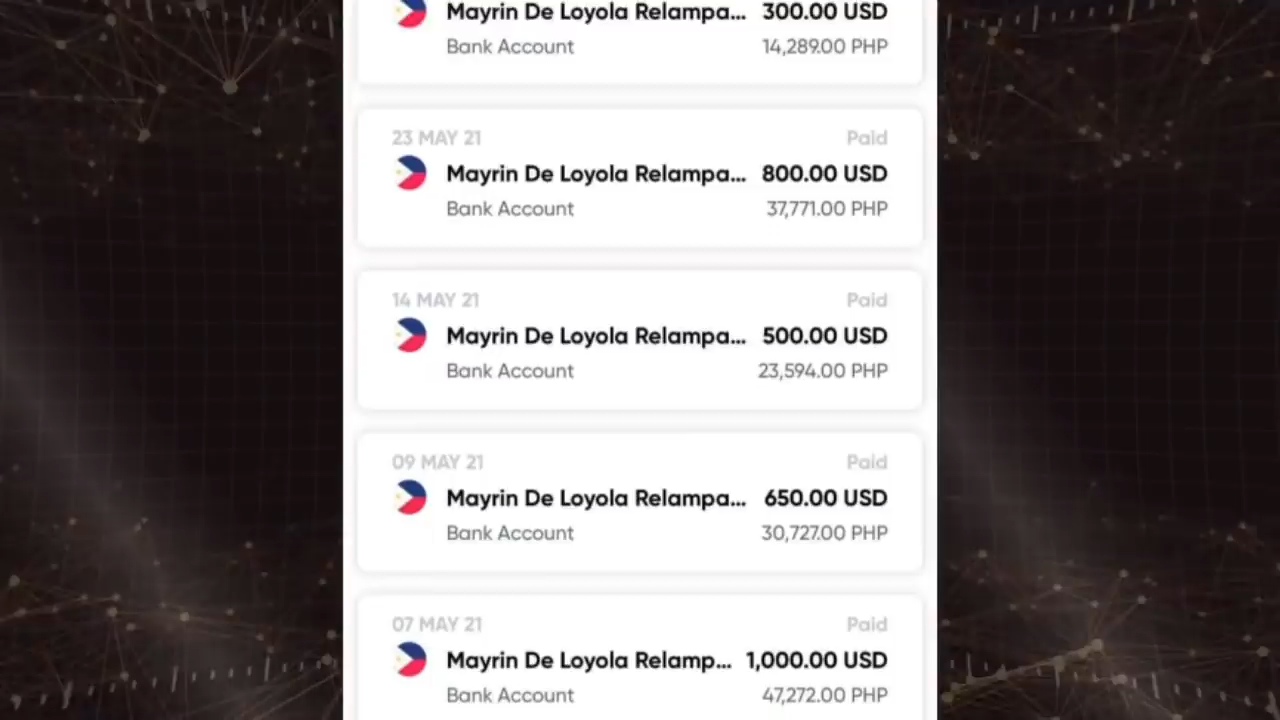 Mayrin De Loyola Relampa... 300.00 USD
Bank Account 14,289.00 PHP
23 MAY 21 Paid
Mayrin De Loyola Relampa... 800.00 USD
Bank Account 37,771.00 PHP
14 MAY 21 Paid
Mayrin De Loyola Relampa... 500.00 USD
Bank Account 23,594.00 PHP
09 MAY 21 Paid
Mayrin De Loyola Relampa... 650.00 USD
Bank Account 30,727.00 PHP
07 MAY 21 Paid
Mayrin De Loyola Relamp... 1,000.00 USD
Bank Account 47,272.00 PHP